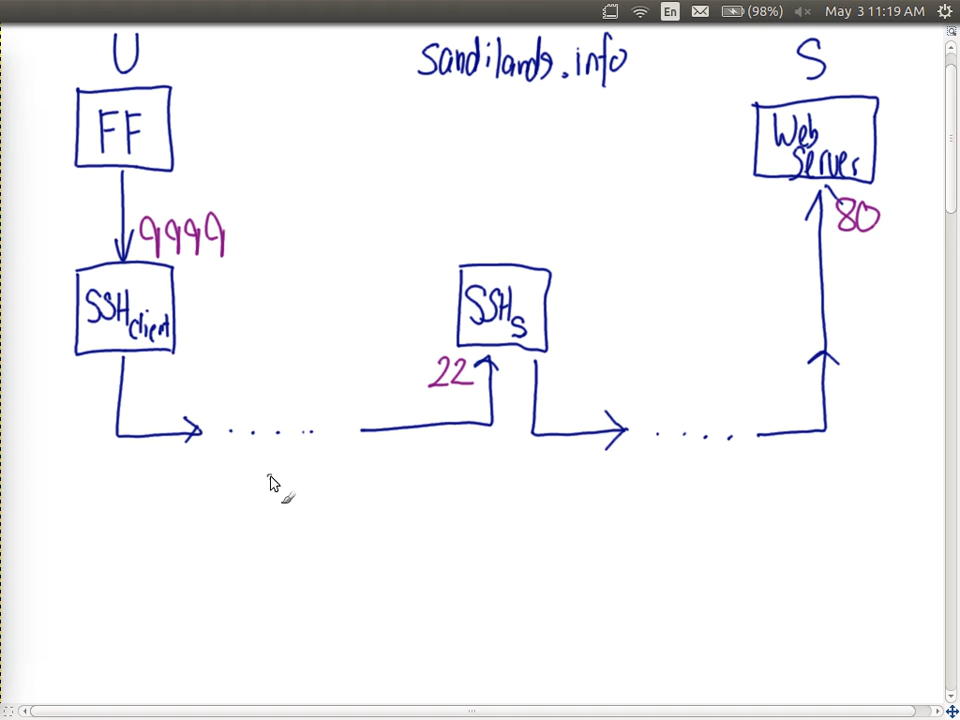 En (98%) May 3 11:19 AM
U sandilands.info S
FF
Web
Server
9999
80
SSH client
SSH S
22